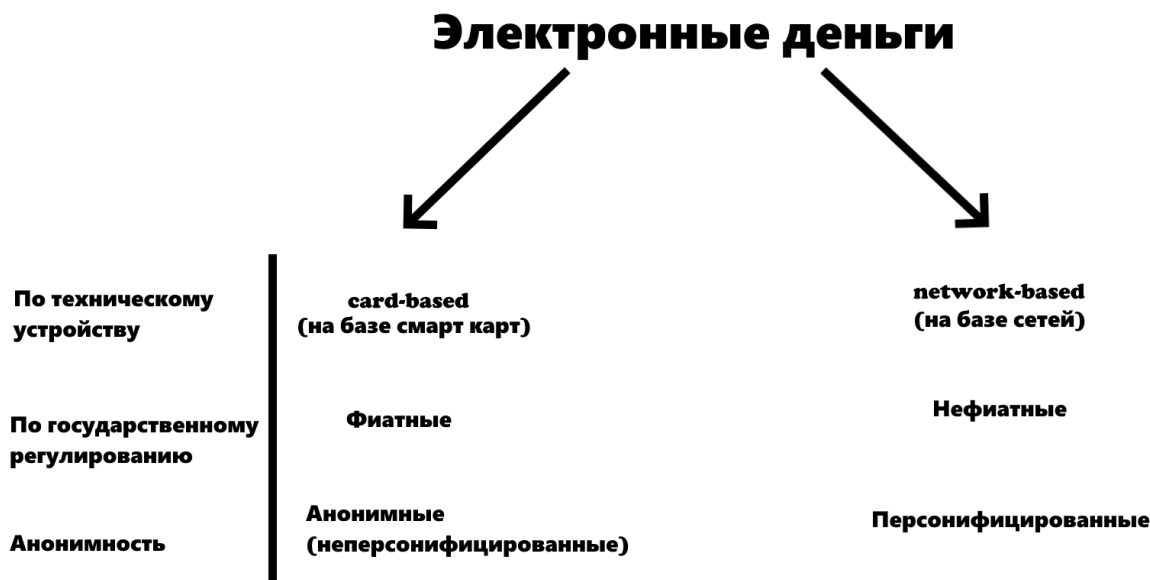 Электронные деньги
По техническому
устройству
card-based
(на базе смарт карт)
network-based
(на базе сетей)
По государственному
регулированию
Фиатные
Нефиатные
Анонимность
Анонимные
(неперсонифицированные)
Персонифицированные